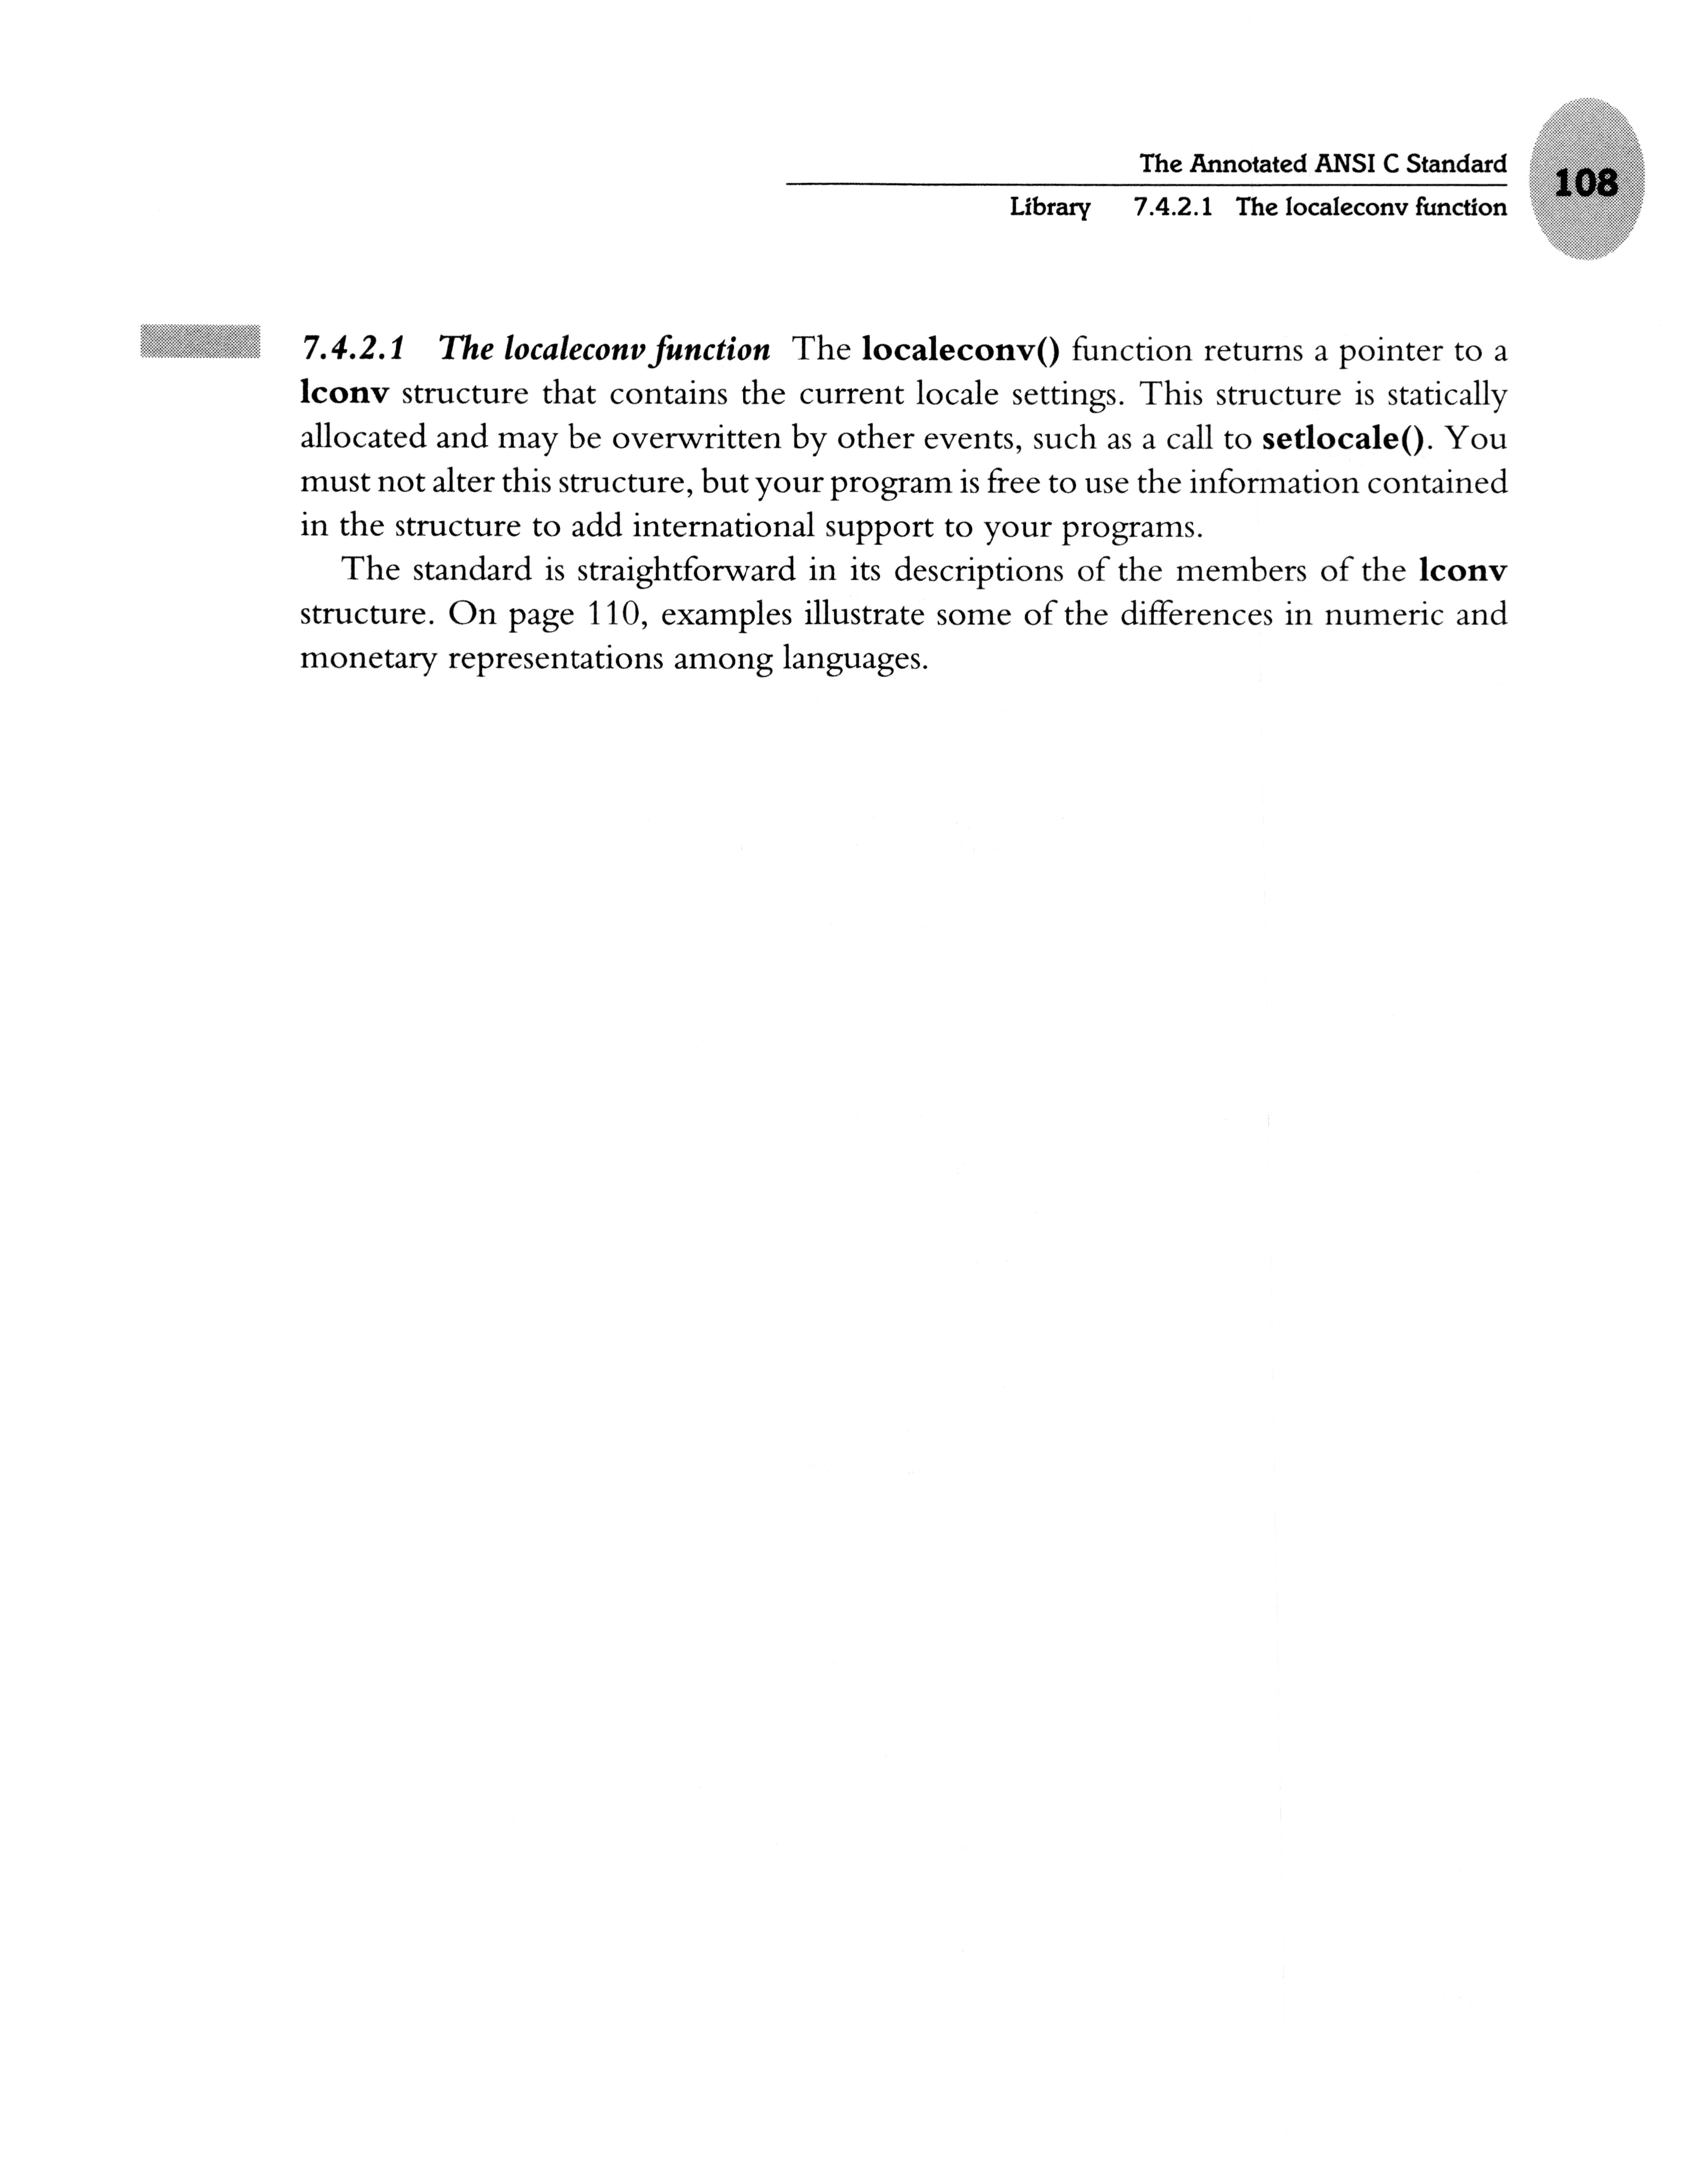 The Annotated ANSI C Standard
108
Library 7.4.2.1 The localeconv function
7.4.2.1 The localeconv function The localeconv() function returns a pointer to a
lconv structure that contains the current locale settings. This structure is statically
allocated and may be overwritten by other events, such as a call to setlocale(). You
must not alter this structure, but your program is free to use the information contained
in the structure to add international support to your programs.
The standard is straightforward in its descriptions of the members of the lconv
structure. On page 110, examples illustrate some of the differences in numeric and
monetary representations among languages.